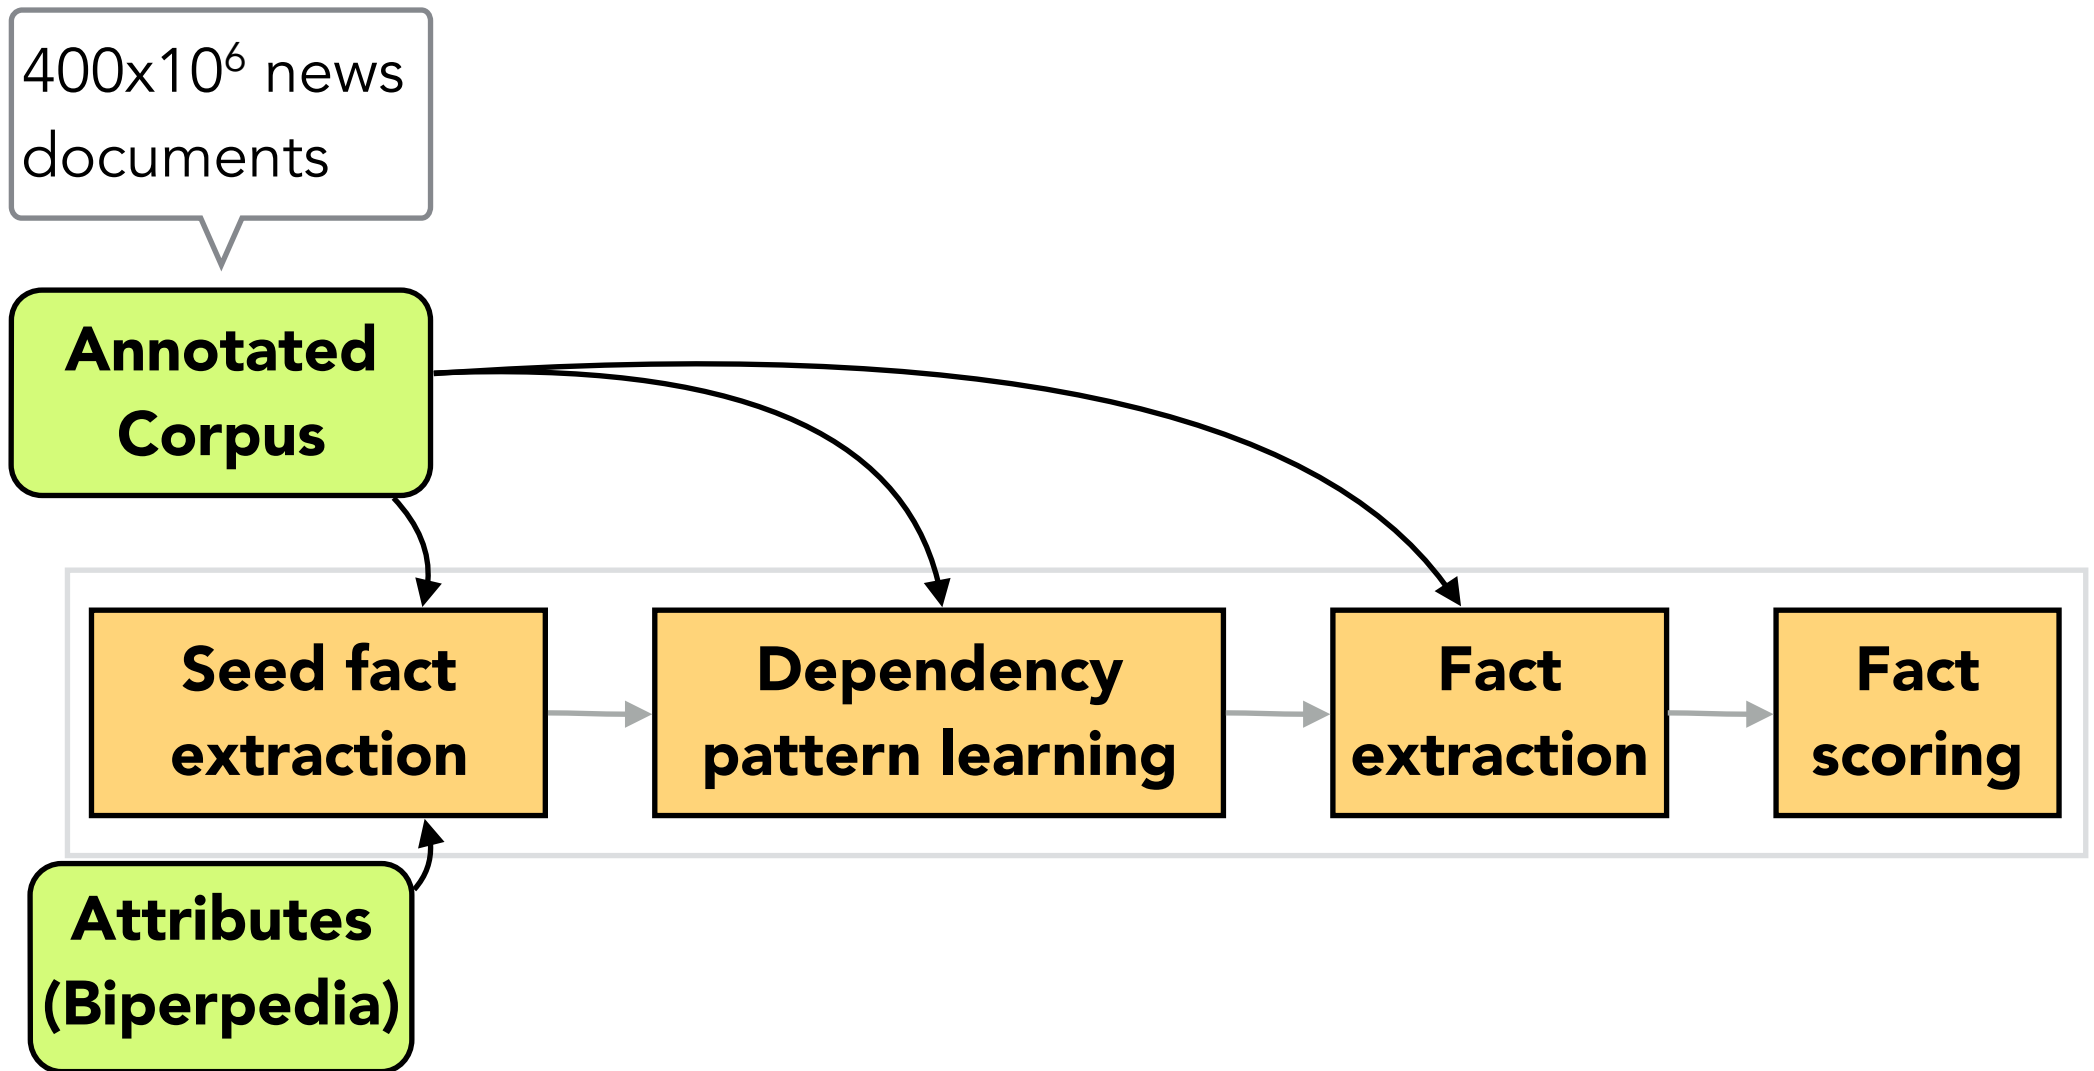 400x10⁶ news
documents
Annotated
Corpus
Seed fact
extraction
Dependency
pattern learning
Fact
extraction
Fact
scoring
Attributes
(Biperpedia)